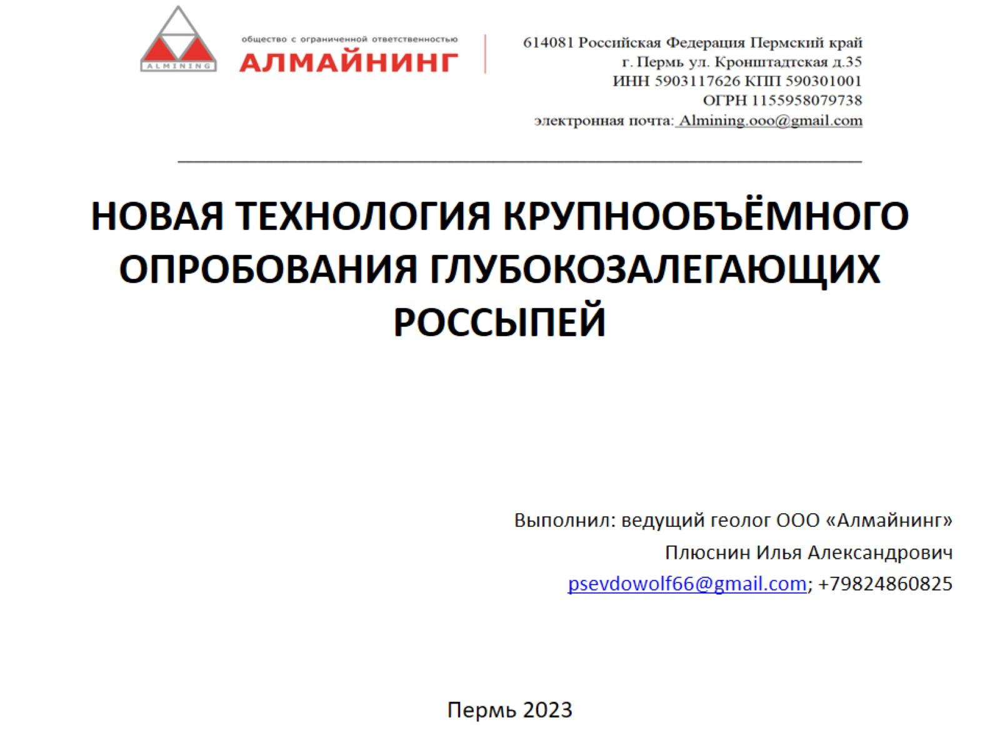 ALMINING
общество с ограниченной ответственностью
АЛМАЙНИНГ
614081 Российская Федерация Пермский край
г. Пермь ул. Кронштадтская д.35
ИНН 5903117626 КПП 590301001
ОГРН 1155958079738
электронная почта: Almining.ooo@gmail.com
НОВАЯ ТЕХНОЛОГИЯ КРУПНООБЪЁМНОГО
ОПРОБОВАНИЯ ГЛУБОКОЗАЛЕГАЮЩИХ
РОССЫПЕЙ
Выполнил: ведущий геолог ООО «Алмайнинг»
Плюснин Илья Александрович
psevdowolf66@gmail.com; +79824860825
Пермь 2023